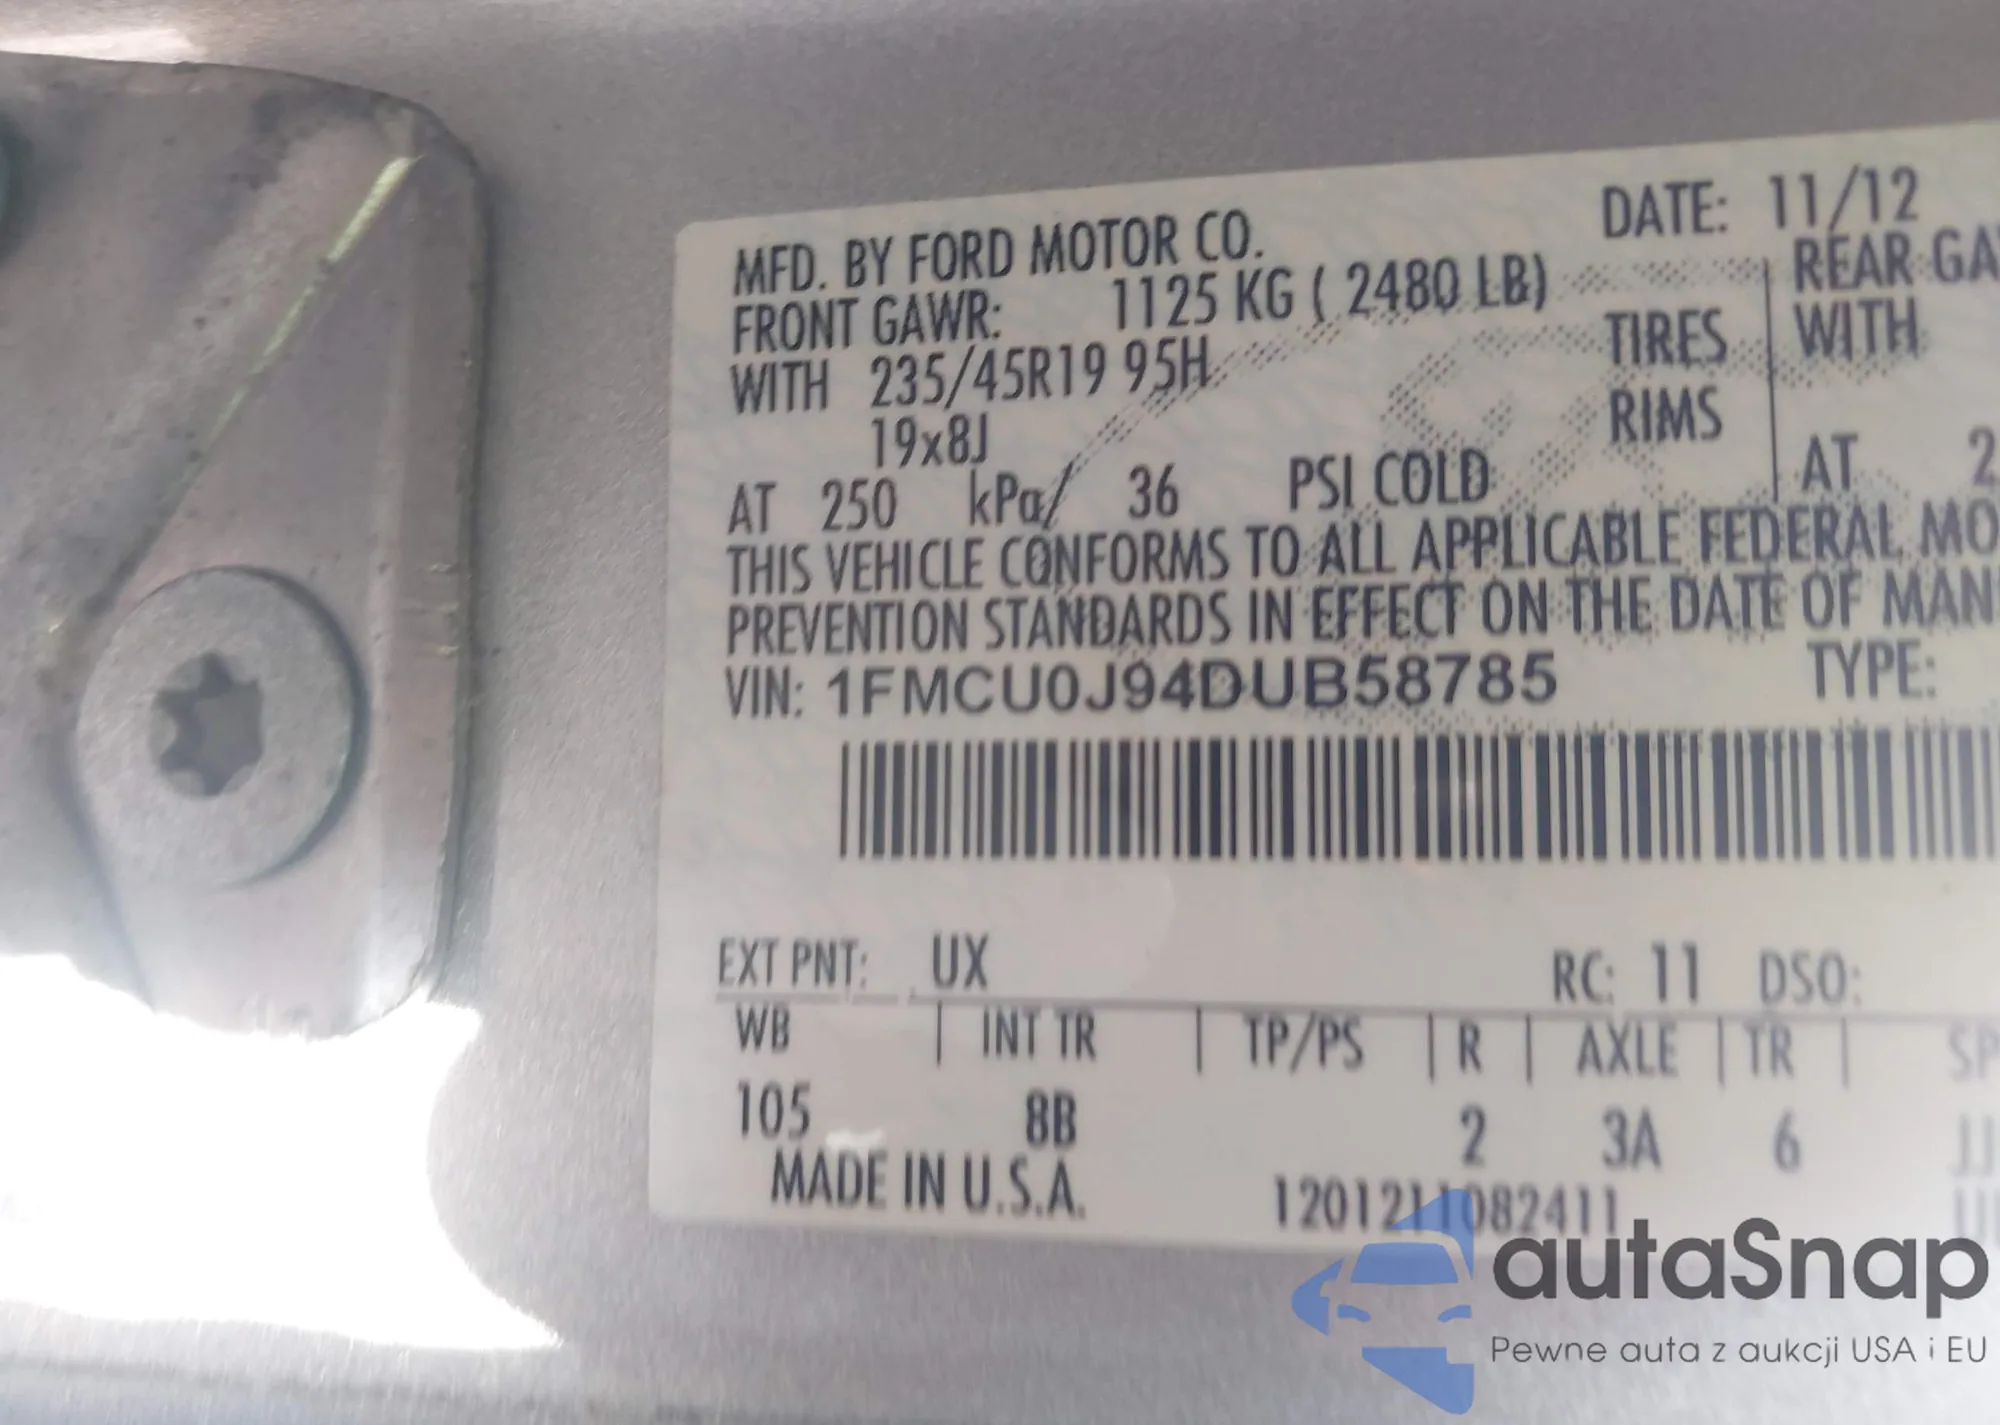 MFD. BY FORD MOTOR CO.
DATE: 11/12
FRONT GAWR: 1125 KG ( 2480 LB)
REAR GA
WITH 235/45R19 95H TIRES
WITH
19x8J RIMS
AT 250 kPa/ 36 PSI COLD
AT 2
THIS VEHICLE CONFORMS TO ALL APPLICABLE FEDERAL MO
PREVENTION STANDARDS IN EFFECT ON THE DATE OF MAN
VIN: 1FMCU0J94DUB58785
TYPE:
EXT PNT: UX RC: 11 DSO:
WB | INT TR | TP/PS | R | AXLE | TR | SP
105 8B 2 3A 6 JJ
MADE IN U.S.A.
1201211082411
autaSnap
Pewne auta z aukcji USA i EU